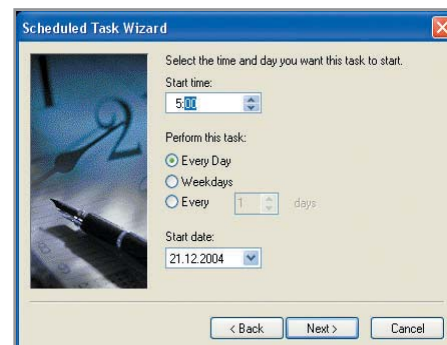 Scheduled Task Wizard
Select the time and day you want this task to start.
Start time:
5:00
Perform this task:
Every Day
Weekdays
Every 1 days
Start date:
21.12.2004
< Back Next > Cancel